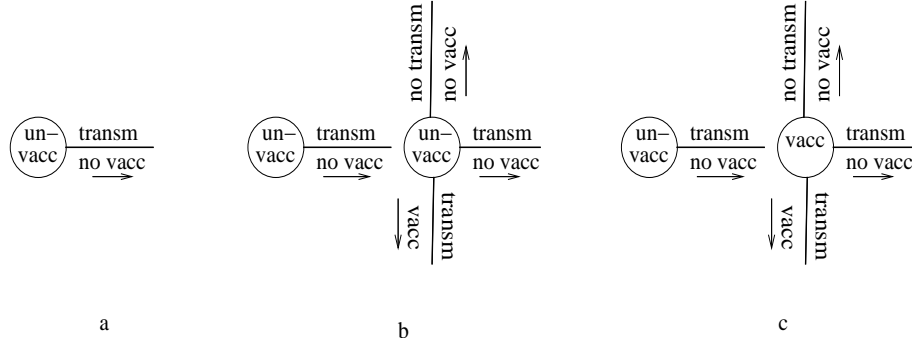 un−
vacc
transm
no vacc
a
un−
vacc
transm
no vacc
no transm
no vacc
un−
vacc
transm
no vacc
vacc
transm
b
un−
vacc
transm
no vacc
no transm
no vacc
vacc
transm
no vacc
vacc
transm
c